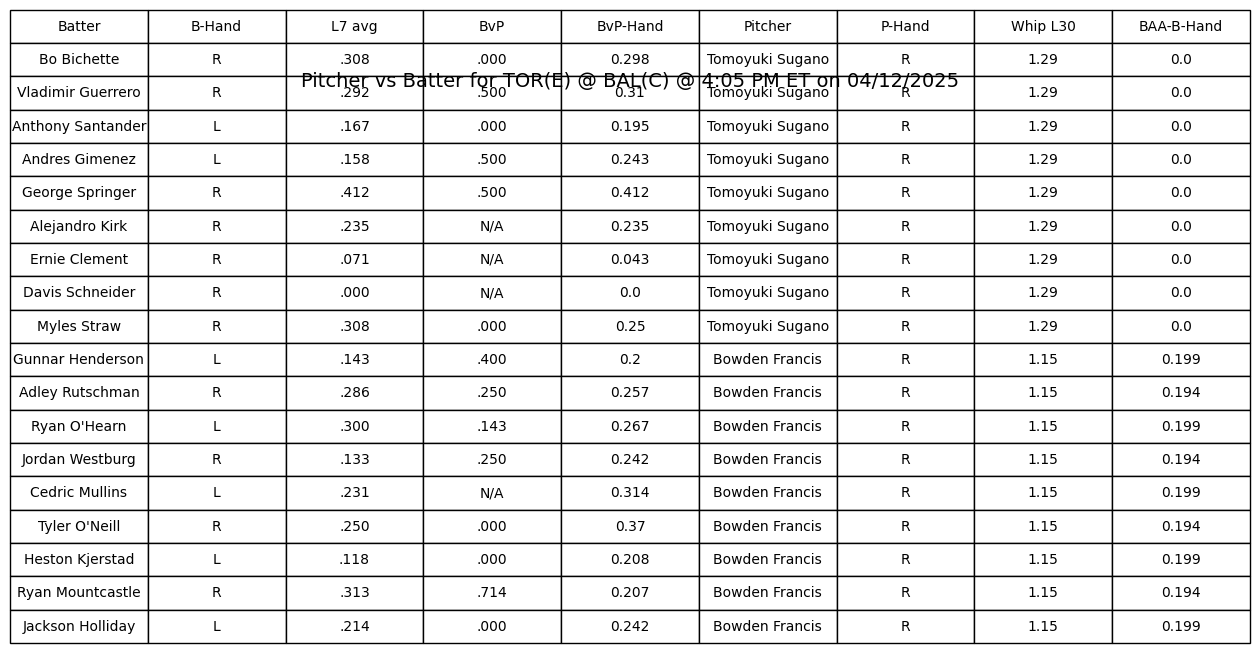 Batter B-Hand L7 avg BvP BvP-Hand Pitcher P-Hand Whip L30 BAA-B-Hand
Bo Bichette R .308 .000 0.298 Tomoyuki Sugano R 1.29 0.0
Pitcher vs Batter for TOR(E) @ BAL(C) @ 4:05 PM ET on 04/12/2025
Vladimir Guerrero R .292 .500 0.31 Tomoyuki Sugano R 1.29 0.0
Anthony Santander L .167 .000 0.195 Tomoyuki Sugano R 1.29 0.0
Andres Gimenez L .158 .500 0.243 Tomoyuki Sugano R 1.29 0.0
George Springer R .412 .500 0.412 Tomoyuki Sugano R 1.29 0.0
Alejandro Kirk R .235 N/A 0.235 Tomoyuki Sugano R 1.29 0.0
Ernie Clement R .071 N/A 0.043 Tomoyuki Sugano R 1.29 0.0
Davis Schneider R .000 N/A 0.0 Tomoyuki Sugano R 1.29 0.0
Myles Straw R .308 .000 0.25 Tomoyuki Sugano R 1.29 0.0
Gunnar Henderson L .143 .400 0.2 Bowden Francis R 1.15 0.199
Adley Rutschman R .286 .250 0.257 Bowden Francis R 1.15 0.194
Ryan O'Hearn L .300 .143 0.267 Bowden Francis R 1.15 0.199
Jordan Westburg R .133 .250 0.242 Bowden Francis R 1.15 0.194
Cedric Mullins L .231 N/A 0.314 Bowden Francis R 1.15 0.199
Tyler O'Neill R .250 .000 0.37 Bowden Francis R 1.15 0.194
Heston Kjerstad L .118 .000 0.208 Bowden Francis R 1.15 0.199
Ryan Mountcastle R .313 .714 0.207 Bowden Francis R 1.15 0.194
Jackson Holliday L .214 .000 0.242 Bowden Francis R 1.15 0.199